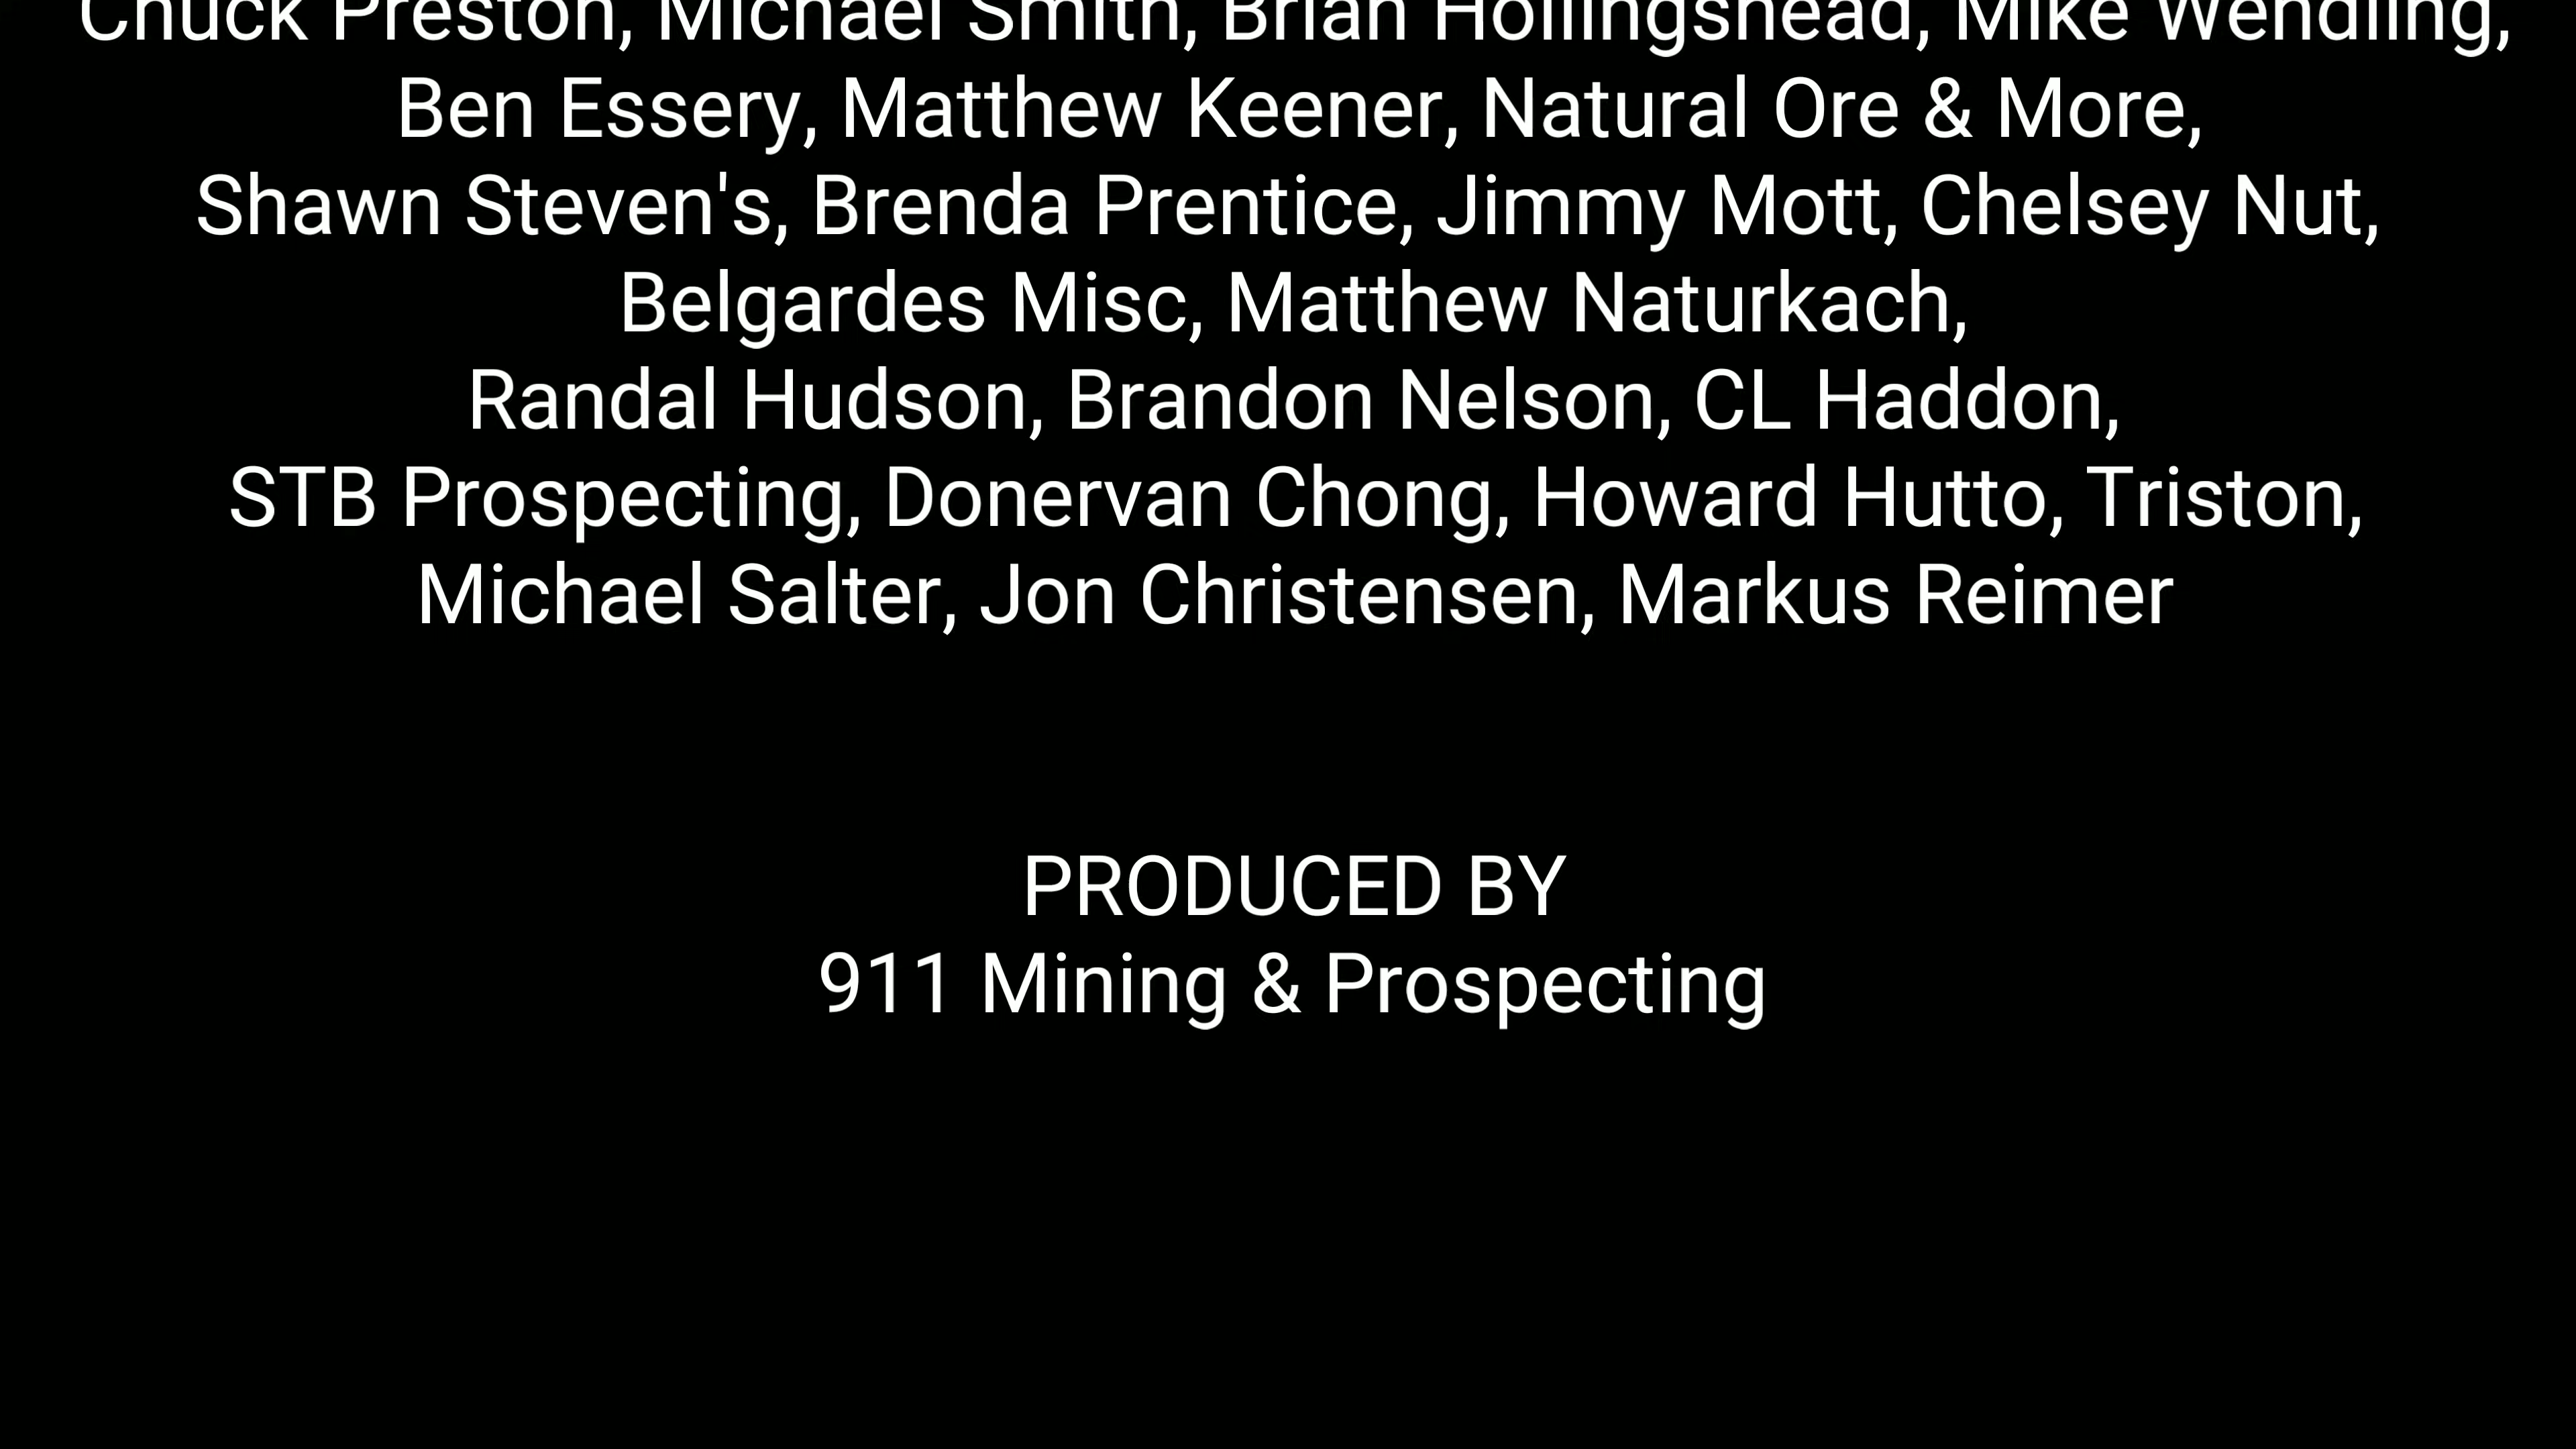 Chuck Preston, Michael Smith, Brian Hollingshead, Mike Wendling,
Ben Essery, Matthew Keener, Natural Ore & More,
Shawn Steven's, Brenda Prentice, Jimmy Mott, Chelsey Nut,
Belgardes Misc, Matthew Naturkach,
Randal Hudson, Brandon Nelson, CL Haddon,
STB Prospecting, Donervan Chong, Howard Hutto, Triston,
Michael Salter, Jon Christensen, Markus Reimer
PRODUCED BY
911 Mining & Prospecting